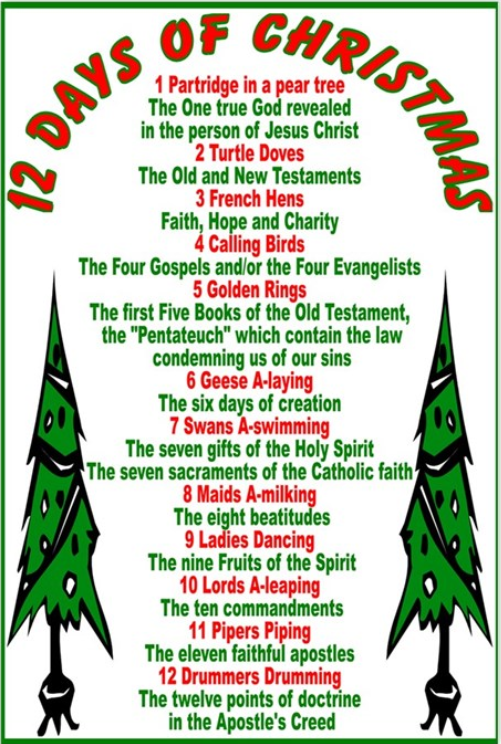 12 DAYS OF CHRISTMAS
1 Partridge in a pear tree
The One true God revealed
in the person of Jesus Christ
2 Turtle Doves
The Old and New Testaments
3 French Hens
Faith, Hope and Charity
4 Calling Birds
The Four Gospels and/or the Four Evangelists
5 Golden Rings
The first Five Books of the Old Testament,
the "Pentateuch" which contain the law
condemning us of our sins
6 Geese A-laying
The six days of creation
7 Swans A-swimming
The seven gifts of the Holy Spirit
The seven sacraments of the Catholic faith
8 Maids A-milking
The eight beatitudes
9 Ladies Dancing
The nine Fruits of the Spirit
10 Lords A-leaping
The ten commandments
11 Pipers Piping
The eleven faithful apostles
12 Drummers Drumming
The twelve points of doctrine
in the Apostle's Creed